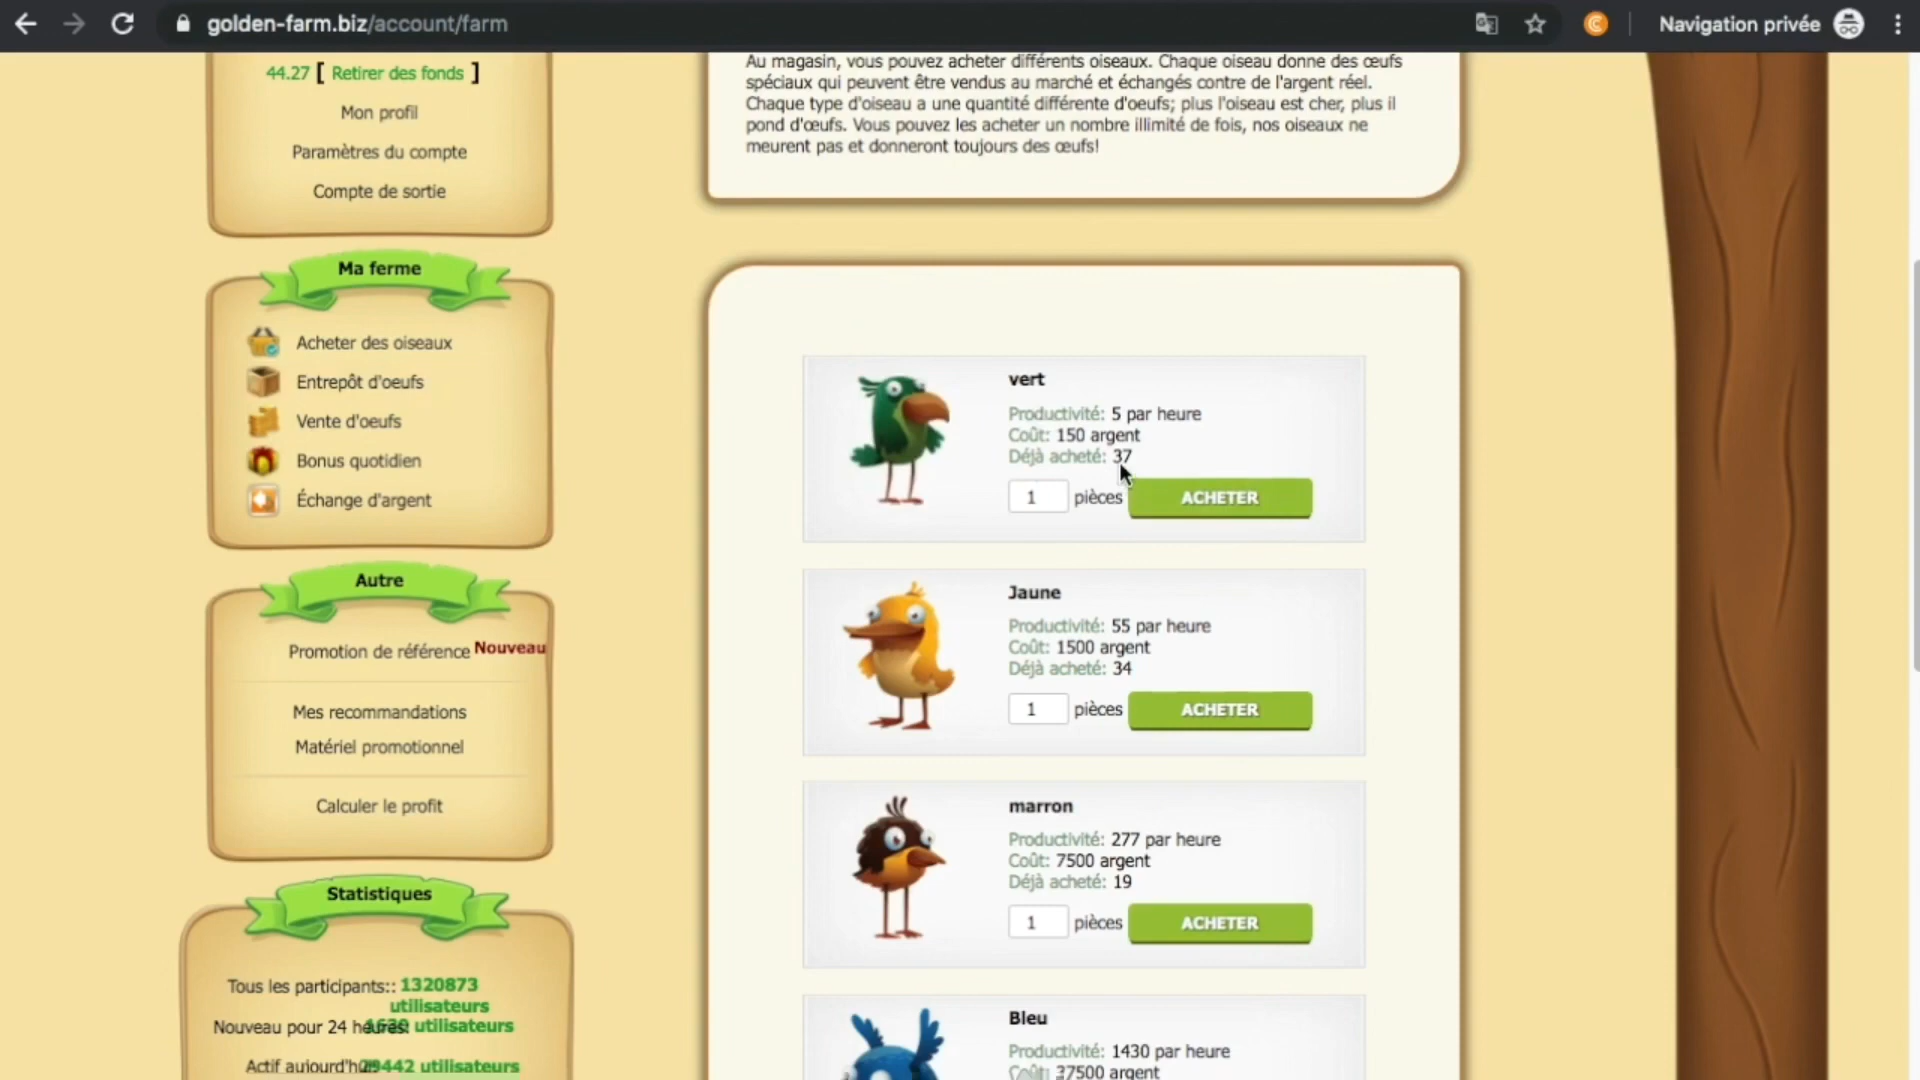 golden-farm.biz/account/farm
Navigation privée
44.27 [ Retirer des fonds ]
Mon profil
Paramètres du compte
Compte de sortie
Ma ferme
Acheter des oiseaux
Entrepôt d'oeufs
Vente d'oeufs
Bonus quotidien
Échange d'argent
Autre
Promotion de référence Nouveau
Mes recommandations
Matériel promotionnel
Calculer le profit
Statistiques
Tous les participants:: 1320873
utilisateurs
Nouveau pour 24 heures: utilisateurs
Actif aujourd'hui 29442 utilisateurs
Au magasin, vous pouvez acheter différents oiseaux. Chaque oiseau donne des œufs
spéciaux qui peuvent être vendus au marché et échangés contre de l'argent réel.
Chaque type d'oiseau a une quantité différente d'oeufs; plus l'oiseau est cher, plus il
pond d'œufs. Vous pouvez les acheter un nombre illimité de fois, nos oiseaux ne
meurent pas et donneront toujours des œufs!
vert
Productivité: 5 par heure
Coût: 150 argent
Déjà acheté: 37
1 pièces ACHETER
Jaune
Productivité: 55 par heure
Coût: 1500 argent
Déjà acheté: 34
1 pièces ACHETER
marron
Productivité: 277 par heure
Coût: 7500 argent
Déjà acheté: 19
1 pièces ACHETER
Bleu
Productivité: 1430 par heure
Coût: 37500 argent